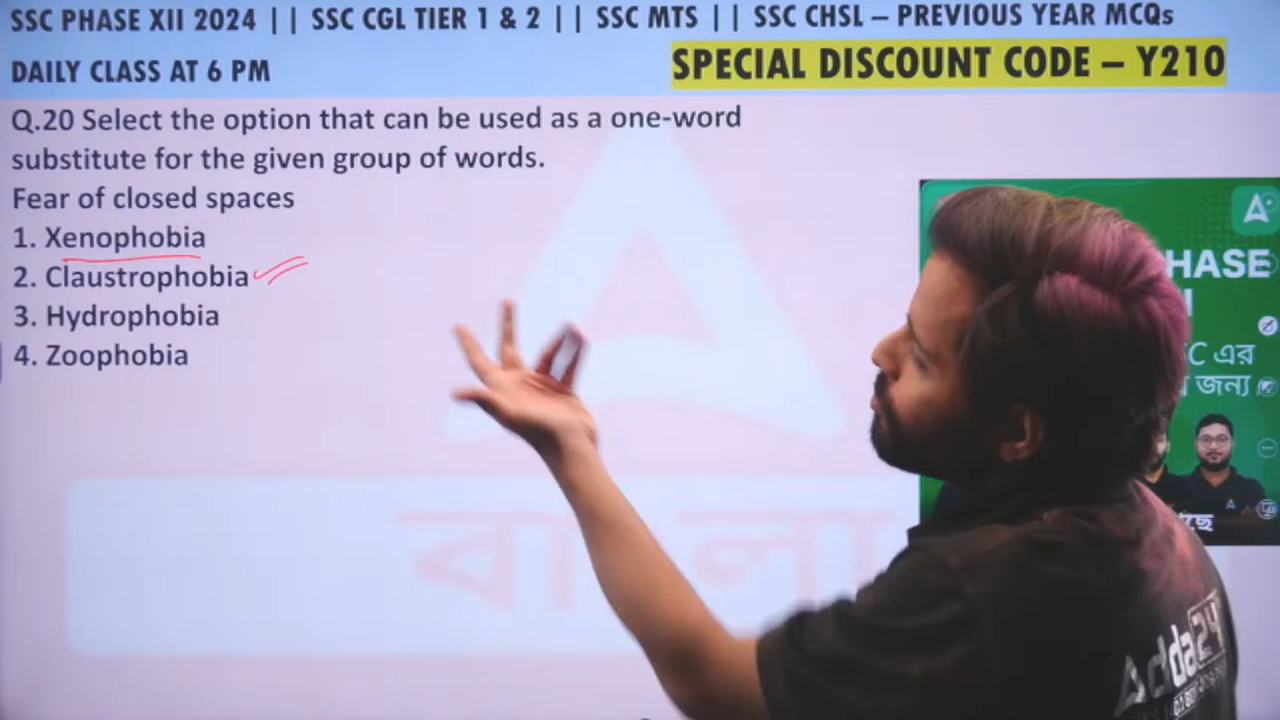 SSC PHASE XII 2024 || SSC CGL TIER 1 & 2 || SSC MTS || SSC CHSL – PREVIOUS YEAR MCQs
DAILY CLASS AT 6 PM
SPECIAL DISCOUNT CODE – Y210
Q.20 Select the option that can be used as a one-word
substitute for the given group of words.
Fear of closed spaces
1. Xenophobia
2. Claustrophobia
3. Hydrophobia
4. Zoophobia
HASE
এর
জন্য
বাংলা
Adda247